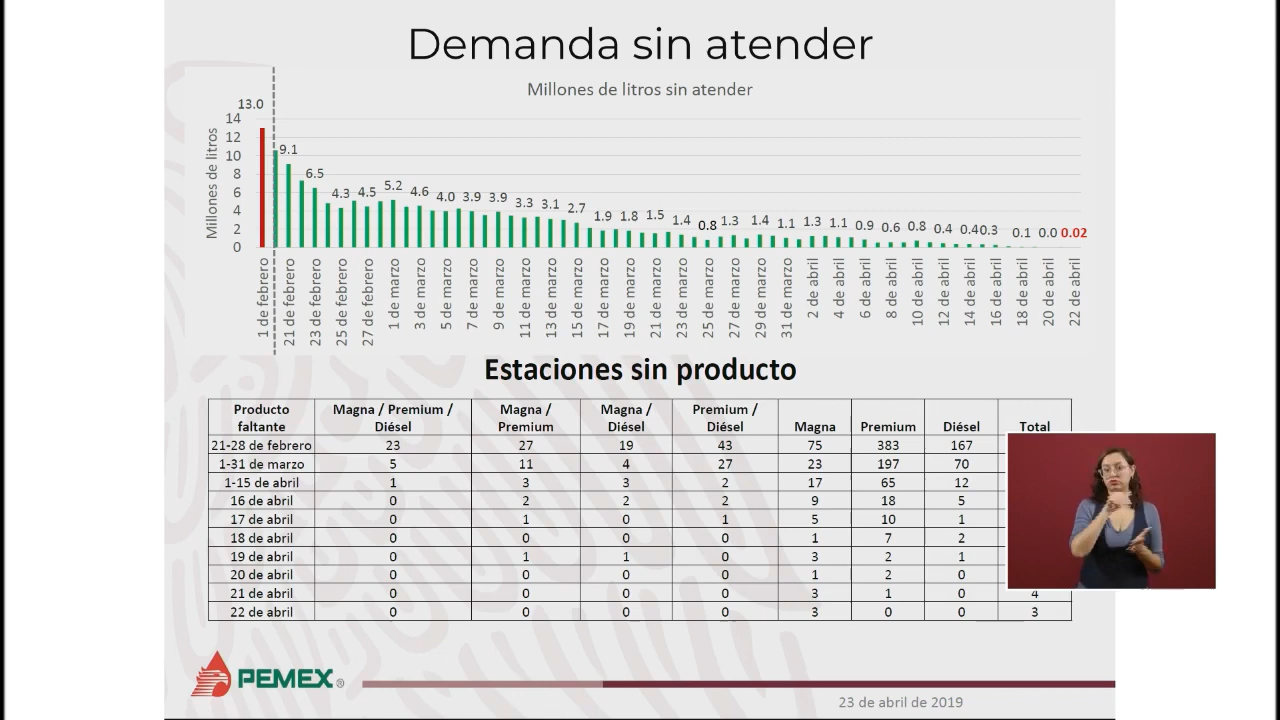 Demanda sin atender
Millones de litros sin atender
Millones de litros
14
12
10
8
6
4
2
0
13.0 9.1 6.5 4.3 4.5 5.2 4.6 4.0 3.9 3.9 3.3 3.1 2.7 1.9 1.8 1.5 1.4 0.8 1.3 1.4 1.1 1.3 1.1 0.9 0.6 0.8 0.4 0.4 0.3 0.1 0.0 0.02
1 de febrero
21 de febrero
23 de febrero
25 de febrero
27 de febrero
1 de marzo
3 de marzo
5 de marzo
7 de marzo
9 de marzo
11 de marzo
13 de marzo
15 de marzo
17 de marzo
19 de marzo
21 de marzo
23 de marzo
25 de marzo
27 de marzo
29 de marzo
31 de marzo
2 de abril
4 de abril
6 de abril
8 de abril
10 de abril
12 de abril
14 de abril
16 de abril
18 de abril
20 de abril
22 de abril
Estaciones sin producto
Producto faltante Magna / Premium / Diésel Magna / Premium Magna / Diésel Premium / Diésel Magna Premium Diésel Total
21-28 de febrero 23 27 19 43 75 383 167
1-31 de marzo 5 11 4 27 23 197 70
1-15 de abril 1 3 3 2 17 65 12
16 de abril 0 2 2 2 9 18 5
17 de abril 0 1 0 1 5 10 1
18 de abril 0 0 0 0 1 7 2
19 de abril 0 1 1 0 3 2 1
20 de abril 0 0 0 0 1 2 0
21 de abril 0 0 0 0 3 1 0 4
22 de abril 0 0 0 0 3 0 0 3
PEMEX®
23 de abril de 2019